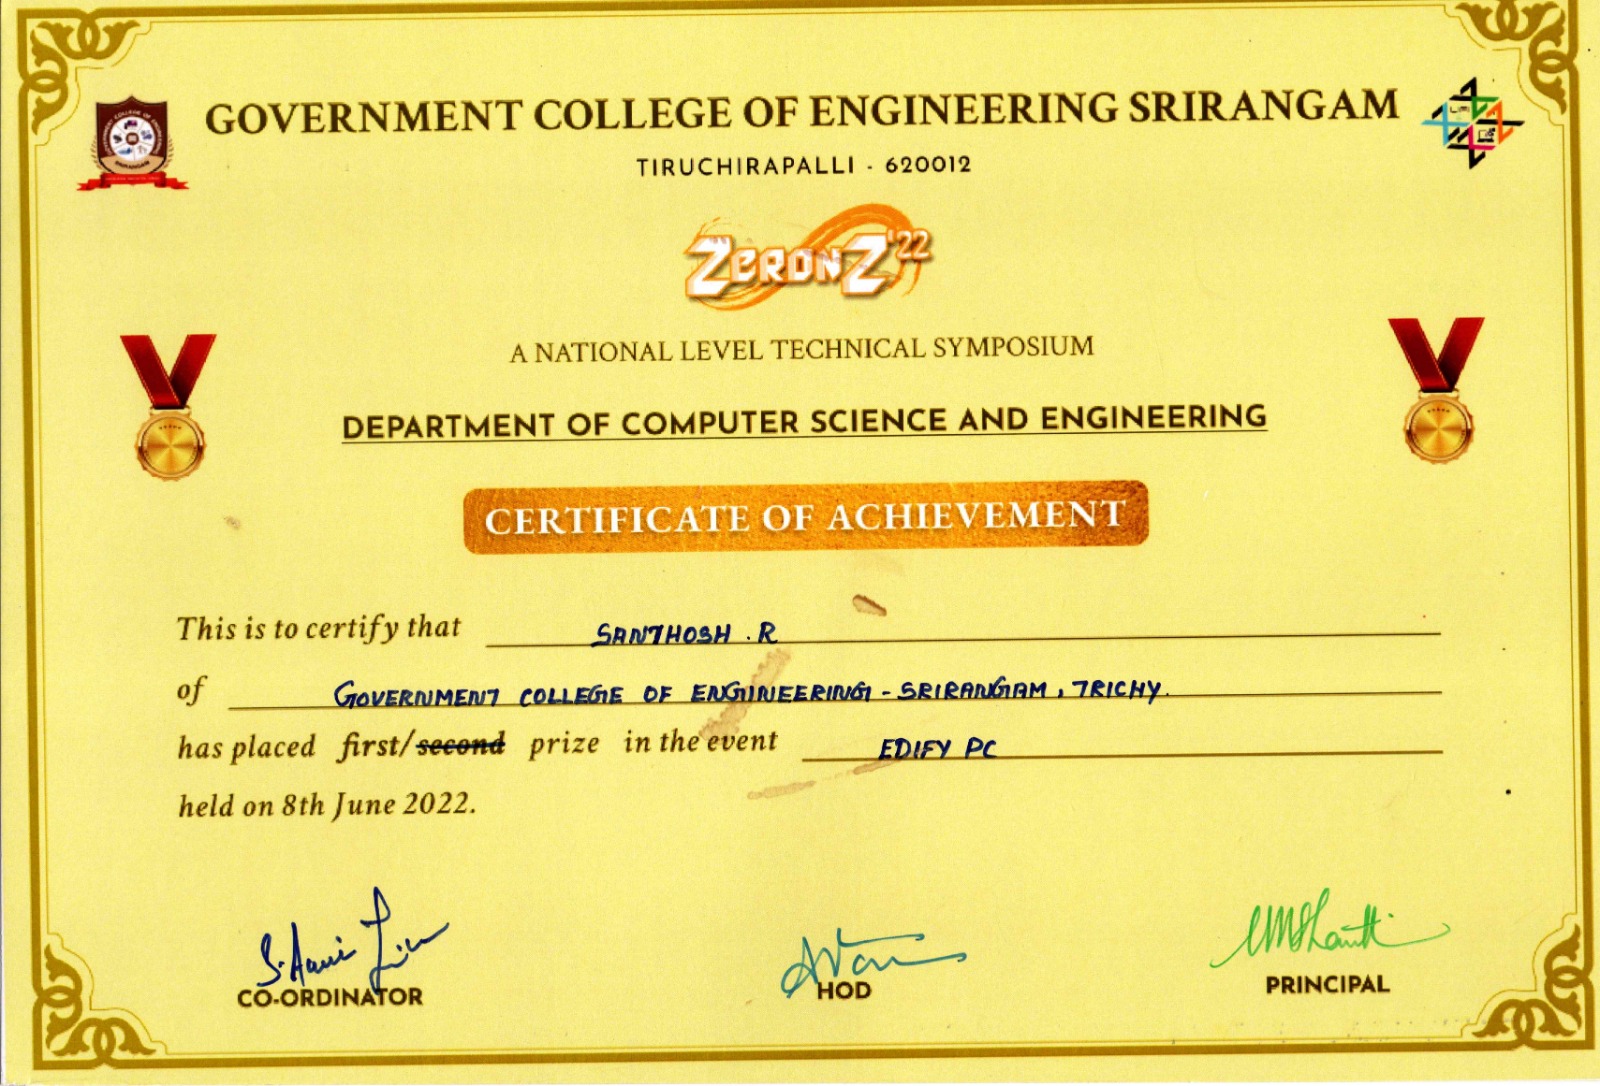 GOVERNMENT COLLEGE OF ENGINEERING SRIRANGAM
TIRUCHIRAPALLI - 620012
ZERONZ'22
A NATIONAL LEVEL TECHNICAL SYMPOSIUM
DEPARTMENT OF COMPUTER SCIENCE AND ENGINEERING
CERTIFICATE OF ACHIEVEMENT
This is to certify that SANTHOSH . R
of GOVERNMENT COLLEGE OF ENGINEERING - SRIRANGAM, TRICHY.
has placed first/second prize in the event EDIFY PC
held on 8th June 2022.
CO-ORDINATOR
HOD
PRINCIPAL